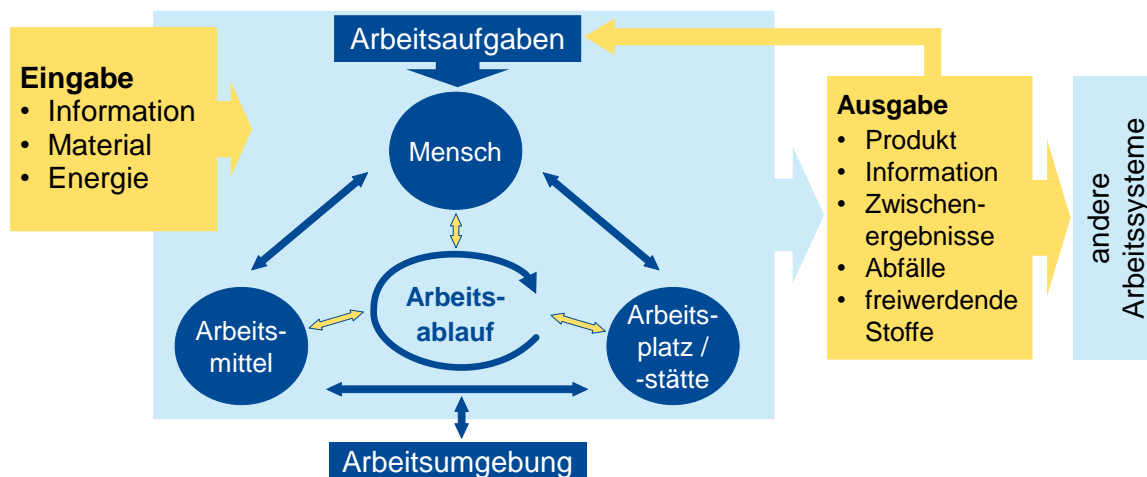 Arbeitsaufgaben
Eingabe
• Information
• Material
• Energie
Mensch
Arbeits-
ablauf
Arbeits-
mittel
Arbeits-
platz /
-stätte
Arbeitsumgebung
Ausgabe
• Produkt
• Information
• Zwischen-
ergebnisse
• Abfälle
• freiwerdende
Stoffe
andere
Arbeitssysteme